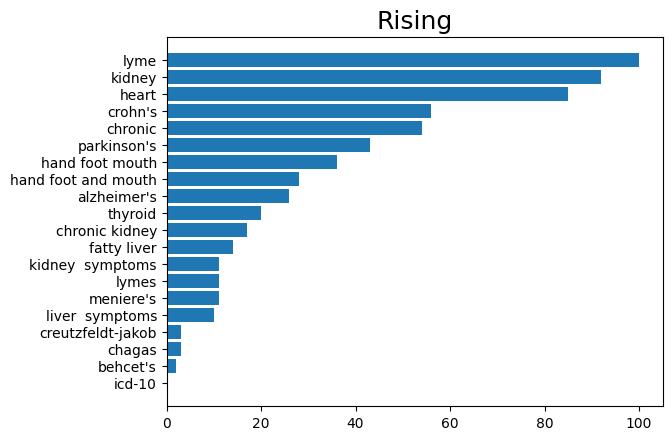 Rising
lyme
kidney
heart
crohn's
chronic
parkinson's
hand foot mouth
hand foot and mouth
alzheimer's
thyroid
chronic kidney
fatty liver
kidney  symptoms
lymes
meniere's
liver  symptoms
creutzfeldt-jakob
chagas
behcet's
icd-10
0 20 40 60 80 100